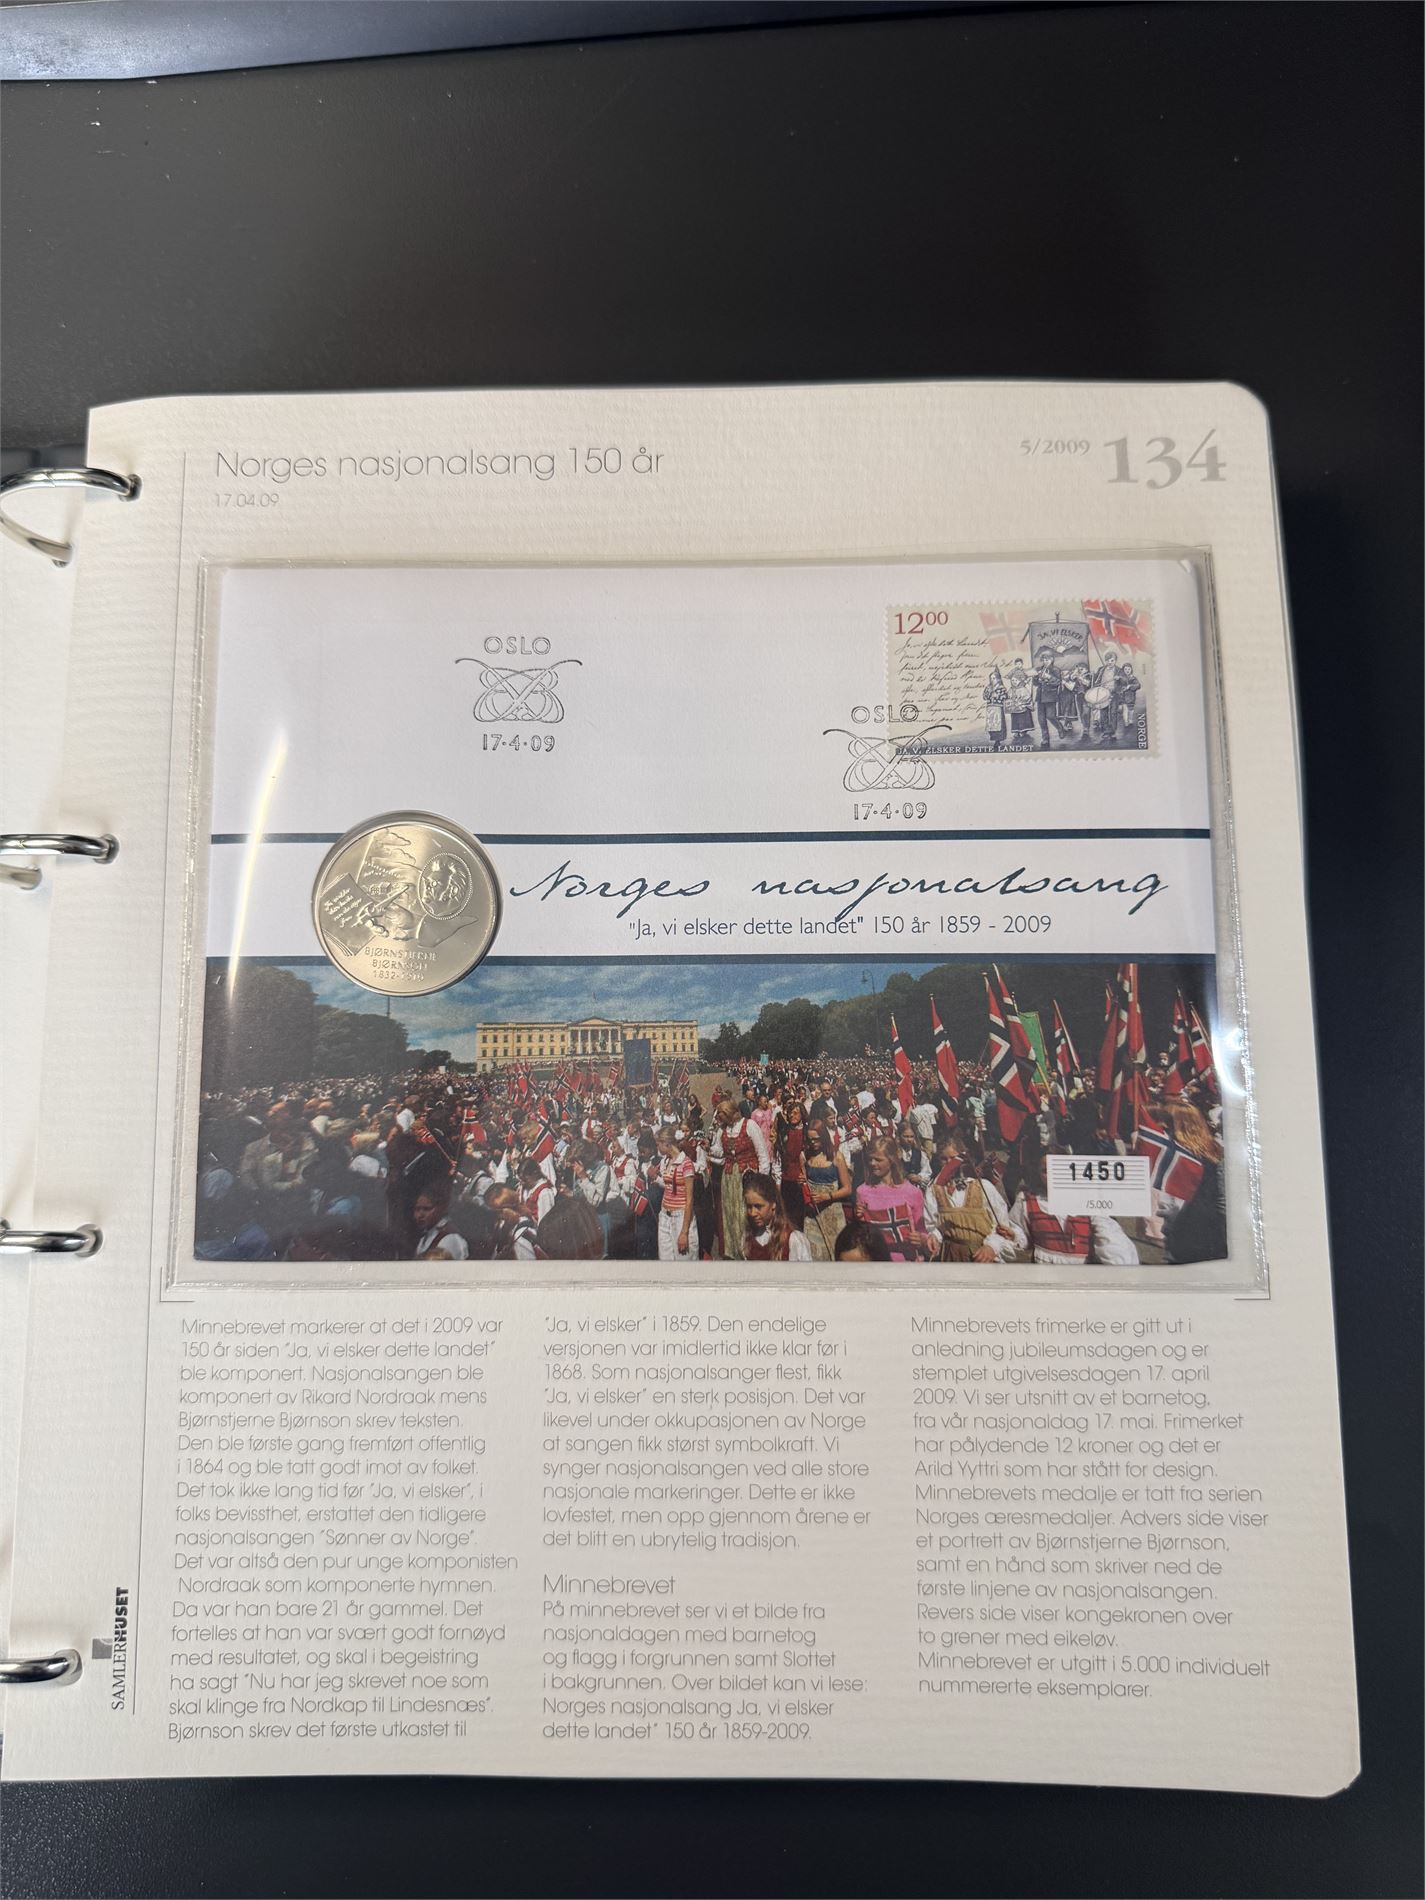 Norges nasjonalsang 150 år
17.04.09
5/2009 134
OSLO
17·4·09
12⁰⁰
JA, VI ELSKER
JA, VI ELSKER DETTE LANDET
NORGE
OSLO
17·4·09
BJØRNSTJERNE
BJØRNSON
1832-1910
Norges nasjonalsang
"Ja, vi elsker dette landet" 150 år 1859 - 2009
1450
/5.000
Minnebrevet markerer at det i 2009 var
150 år siden "Ja, vi elsker dette landet"
ble komponert. Nasjonalsangen ble
komponert av Rikard Nordraak mens
Bjørnstjerne Bjørnson skrev teksten.
Den ble første gang fremført offentlig
i 1864 og ble tatt godt imot av folket.
Det tok ikke lang tid før "Ja, vi elsker", i
folks bevissthet, erstattet den tidligere
nasjonalsangen "Sønner av Norge".
Det var altså den pur unge komponisten
Nordraak som komponerte hymnen.
Da var han bare 21 år gammel. Det
fortelles at han var svært godt fornøyd
med resultatet, og skal i begeistring
ha sagt "Nu har jeg skrevet noe som
skal klinge fra Nordkap til Lindesnæs".
Bjørnson skrev det første utkastet til
"Ja, vi elsker" i 1859. Den endelige
versjonen var imidlertid ikke klar før i
1868. Som nasjonalsanger flest, fikk
"Ja, vi elsker" en sterk posisjon. Det var
likevel under okkupasjonen av Norge
at sangen fikk størst symbolkraft. Vi
synger nasjonalsangen ved alle store
nasjonale markeringer. Dette er ikke
lovfestet, men opp gjennom årene er
det blitt en ubrytelig tradisjon.
Minnebrevet
På minnebrevet ser vi et bilde fra
nasjonaldagen med barnetog
og flagg i forgrunnen samt Slottet
i bakgrunnen. Over bildet kan vi lese:
Norges nasjonalsang Ja, vi elsker
dette landet" 150 år 1859-2009.
Minnebrevets frimerke er gitt ut i
anledning jubileumsdagen og er
stemplet utgivelsesdagen 17. april
2009. Vi ser utsnitt av et barnetog,
fra vår nasjonaldag 17. mai. Frimerket
har pålydende 12 kroner og det er
Arild Yyttri som har stått for design.
Minnebrevets medalje er tatt fra serien
Norges æresmedaljer. Advers side viser
et portrett av Bjørnstjerne Bjørnson,
samt en hånd som skriver ned de
første linjene av nasjonalsangen.
Revers side viser kongekronen over
to grener med eikeløv.
Minnebrevet er utgitt i 5.000 individuelt
nummererte eksemplarer.
SAMLERHUSET